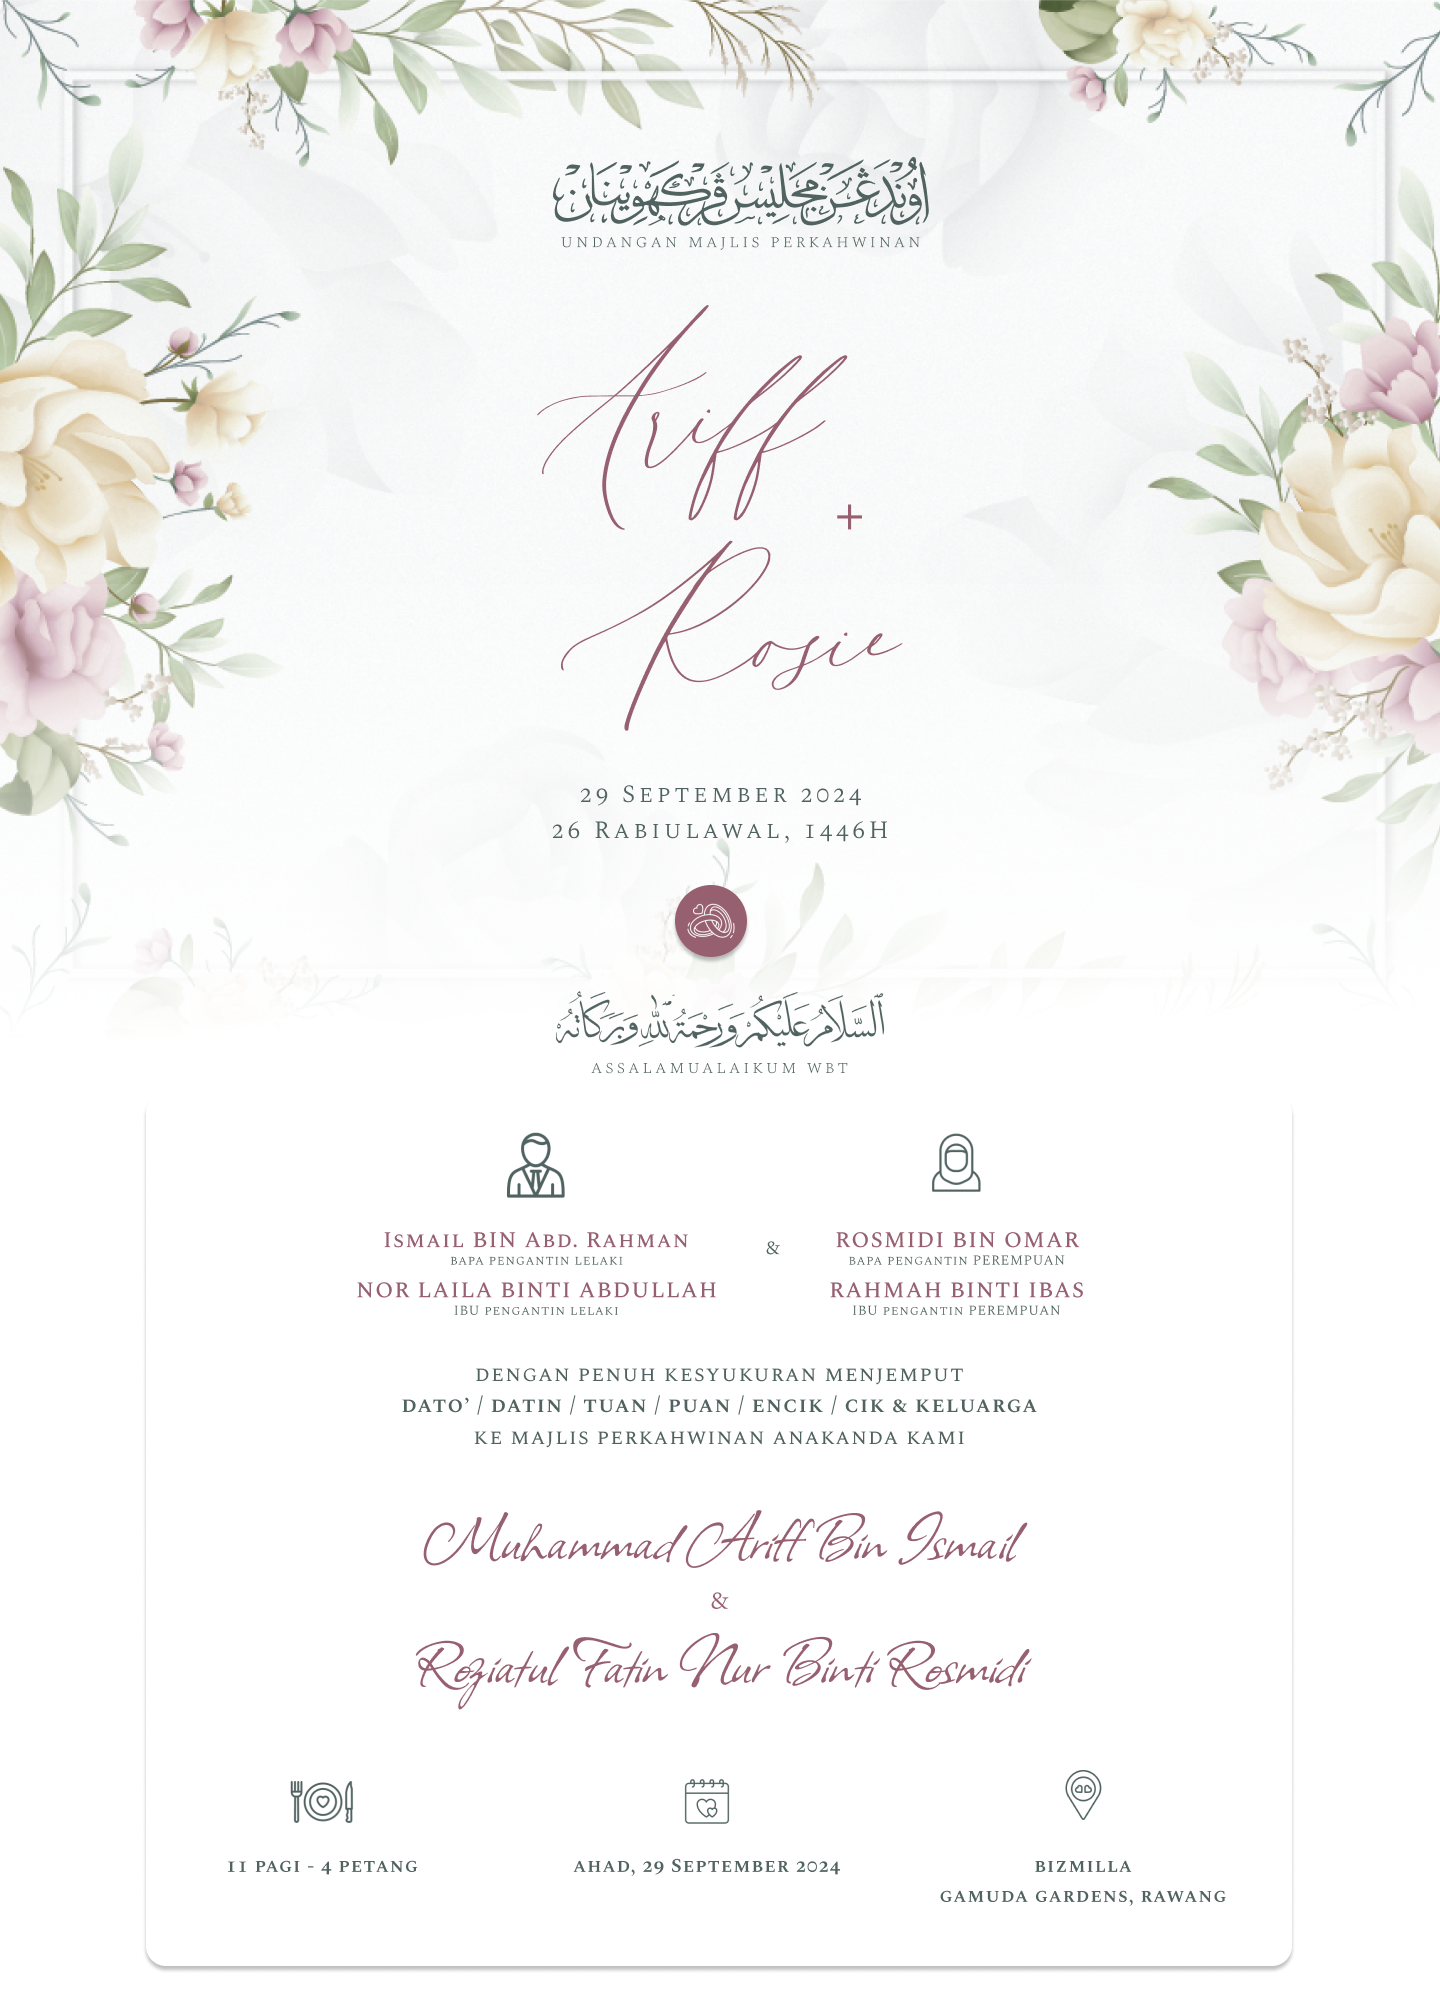 اوندڠن مجليس ڤركهوينن
UNDANGAN MAJLIS PERKAHWINAN
Ariff
+
Rosie
29 September 2024
26 Rabiulawal, 1446H
السلام عليكم ورحمة الله وبركاته
ASSALAMUALAIKUM WBT
Ismail BIN Abd. Rahman
BAPA PENGANTIN LELAKI
NOR LAILA BINTI ABDULLAH
IBU PENGANTIN LELAKI
&
ROSMIDI BIN OMAR
BAPA PENGANTIN PEREMPUAN
RAHMAH BINTI IBAS
IBU PENGANTIN PEREMPUAN
DENGAN PENUH KESYUKURAN MENJEMPUT
DATO’ / DATIN / TUAN / PUAN / ENCIK / CIK & KELUARGA
KE MAJLIS PERKAHWINAN ANAKANDA KAMI
Muhammad Ariff Bin Ismail
&
Roziatul Fatin Nur Binti Rosmidi
11 PAGI - 4 PETANG
AHAD, 29 September 2024
BIZMILLA
GAMUDA GARDENS, RAWANG